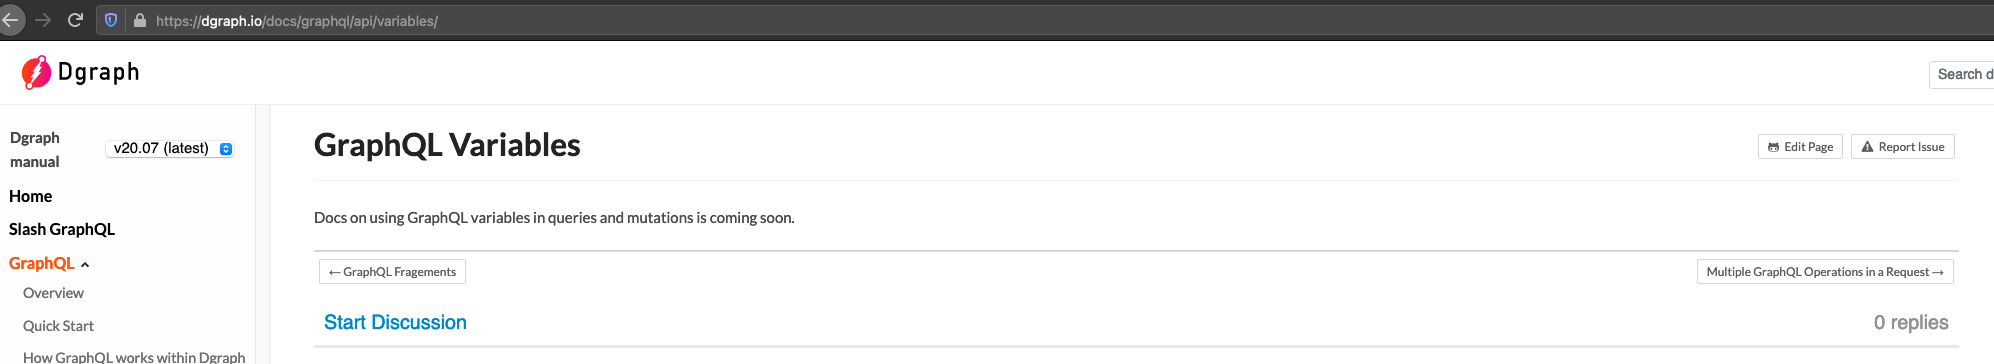 https://dgraph.io/docs/graphql/api/variables/
Dgraph
Search d
Dgraph
manual
v20.07 (latest)
Home
Slash GraphQL
GraphQL
Overview
Quick Start
How GraphQL works within Dgraph
GraphQL Variables
Edit Page
Report Issue
Docs on using GraphQL variables in queries and mutations is coming soon.
← GraphQL Fragements
Multiple GraphQL Operations in a Request →
Start Discussion
0 replies